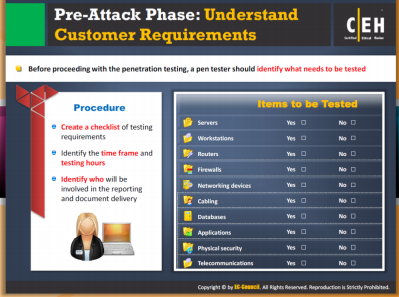 Pre-Attack Phase: Understand
Customer Requirements
CEH
Certified Ethical Hacker
Before proceeding with the penetration testing, a pen tester should identify what needs to be tested
Procedure
Create a checklist of testing
requirements
Identify the time frame and
testing hours
Identify who will be
involved in the reporting
and document delivery
Items to be Tested
Servers Yes No
Workstations Yes No
Routers Yes No
Firewalls Yes No
Networking devices Yes No
Cabling Yes No
Databases Yes No
Applications Yes No
Physical security Yes No
Telecommunications Yes No
Copyright © by EC-Council. All Rights Reserved. Reproduction is Strictly Prohibited.